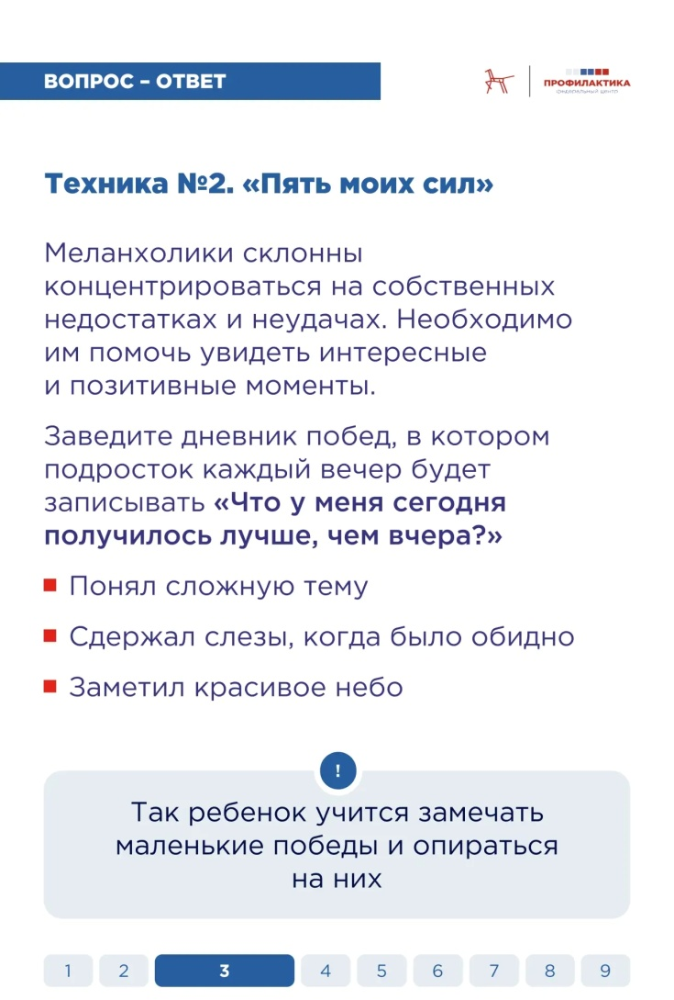 ВОПРОС – ОТВЕТ
ПРОФИЛАКТИКА
федеральный центр
Техника №2. «Пять моих сил»
Меланхолики склонны
концентрироваться на собственных
недостатках и неудачах. Необходимо
им помочь увидеть интересные
и позитивные моменты.
Заведите дневник побед, в котором
подросток каждый вечер будет
записывать «Что у меня сегодня
получилось лучше, чем вчера?»
Понял сложную тему
Сдержал слезы, когда было обидно
Заметил красивое небо
!
Так ребенок учится замечать
маленькие победы и опираться
на них
1 2 3 4 5 6 7 8 9